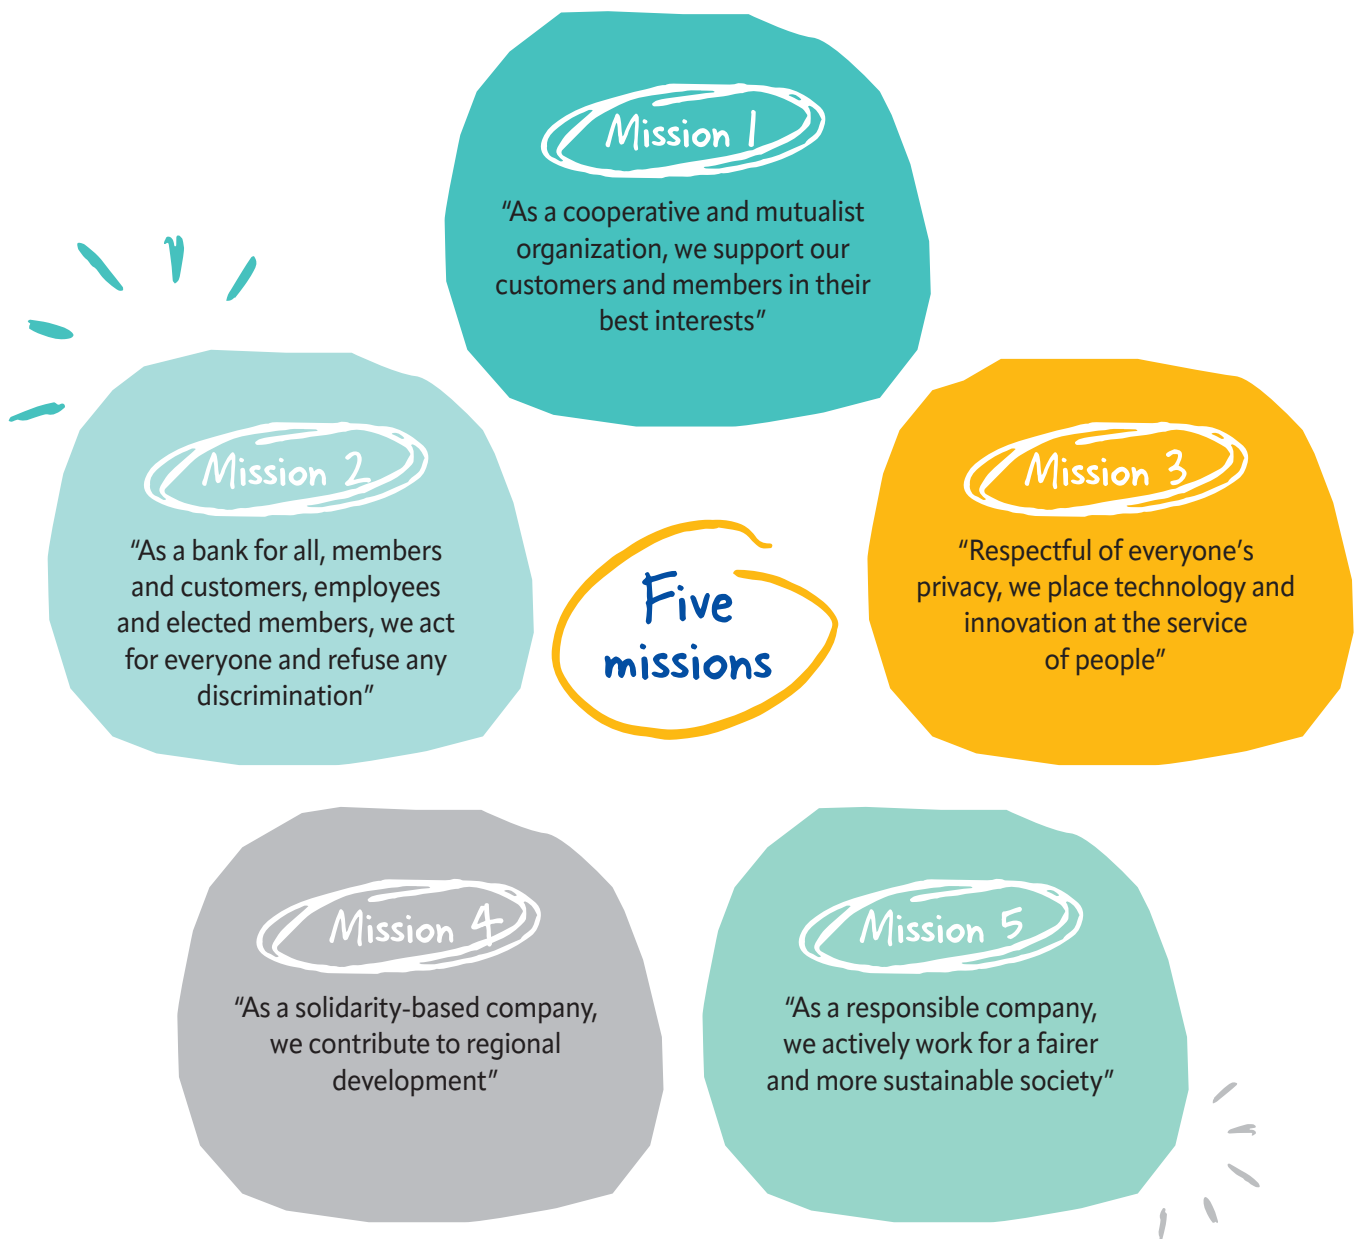 Mission 1
“As a cooperative and mutualist
organization, we support our
customers and members in their
best interests”
Mission 2
“As a bank for all, members
and customers, employees
and elected members, we act
for everyone and refuse any
discrimination”
Mission 3
“Respectful of everyone’s
privacy, we place technology and
innovation at the service
of people”
Five
missions
Mission 4
“As a solidarity-based company,
we contribute to regional
development”
Mission 5
“As a responsible company,
we actively work for a fairer
and more sustainable society”